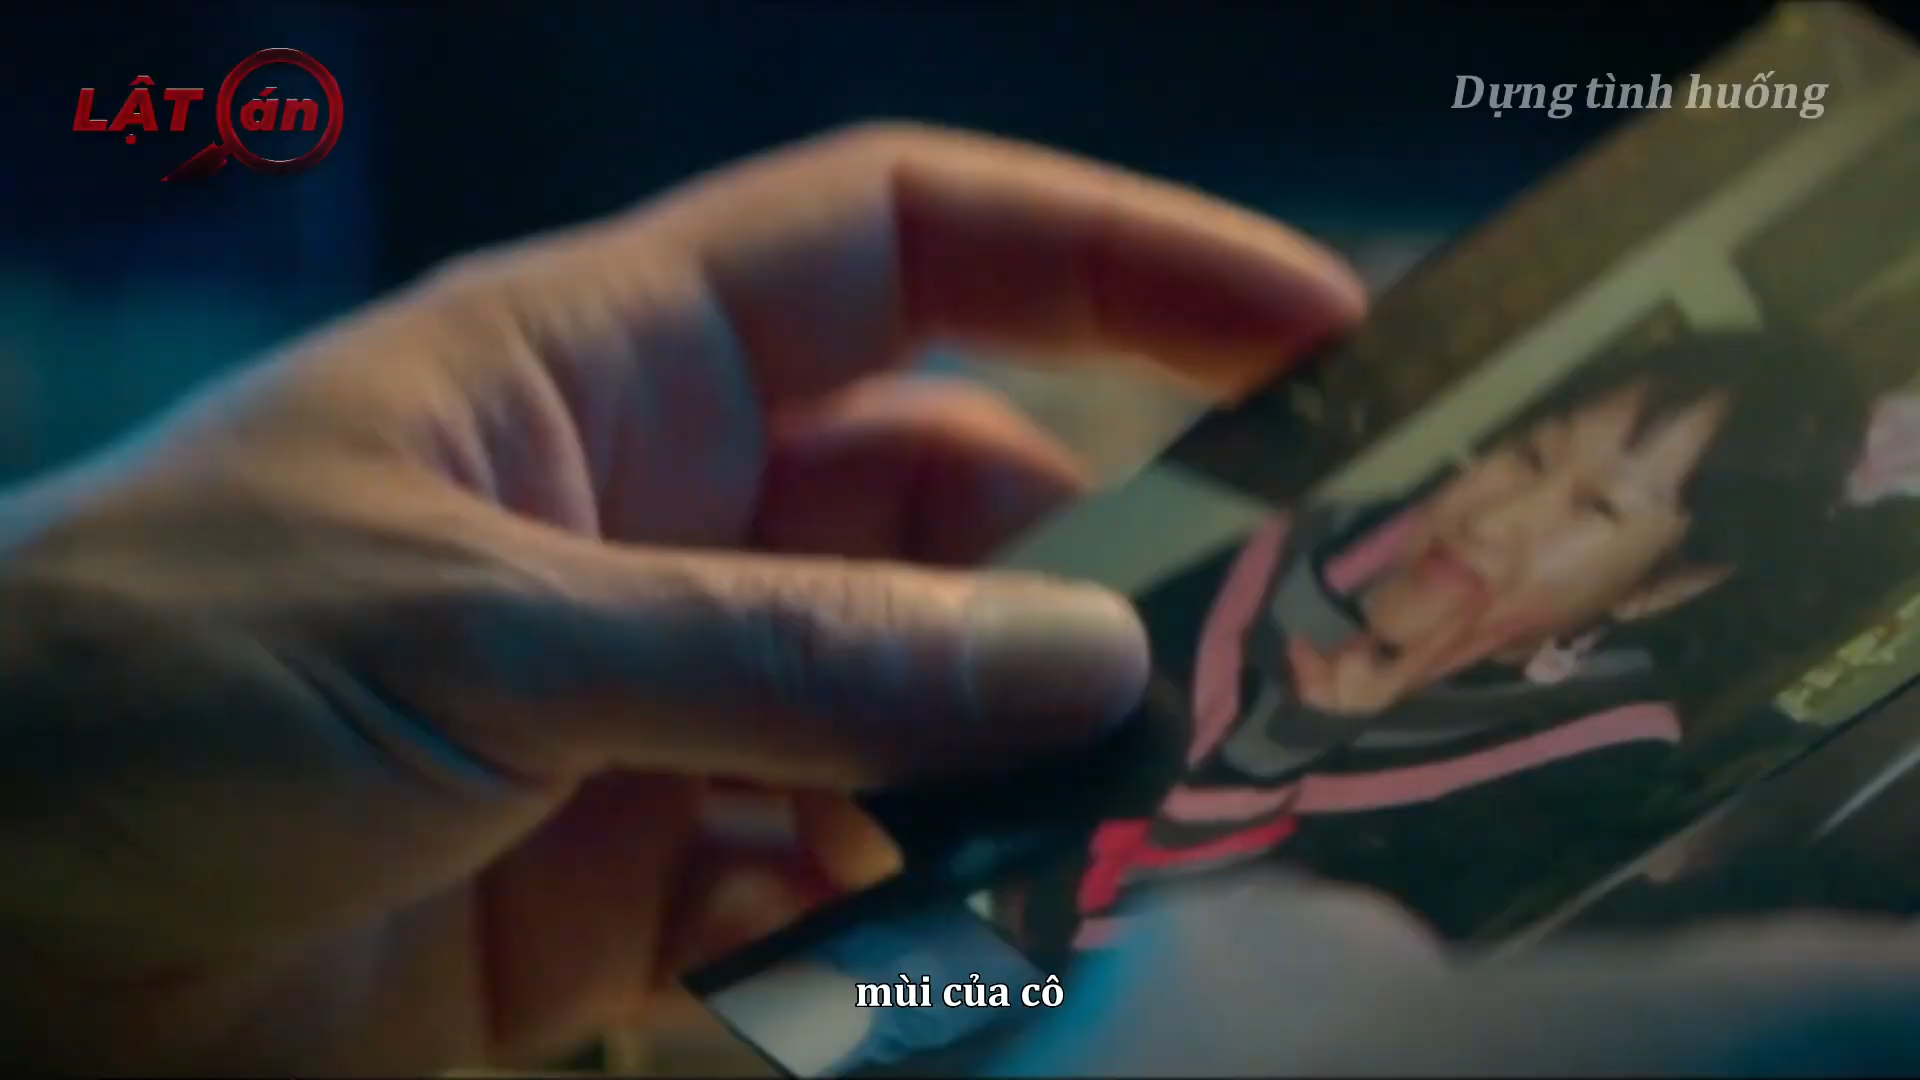 LẬT án
Dựng tình huống
mùi của cô